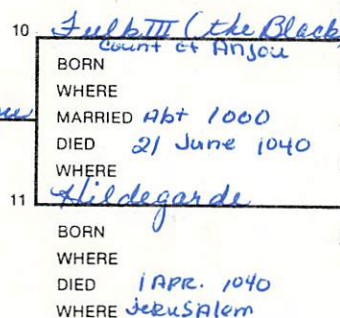 10 Fulk III (the Black
Count of Anjou
BORN
WHERE
MARRIED Abt 1000
DIED 21 June 1040
WHERE
11 Hildegarde
BORN
WHERE
DIED 1 APR. 1040
WHERE Jerusalem